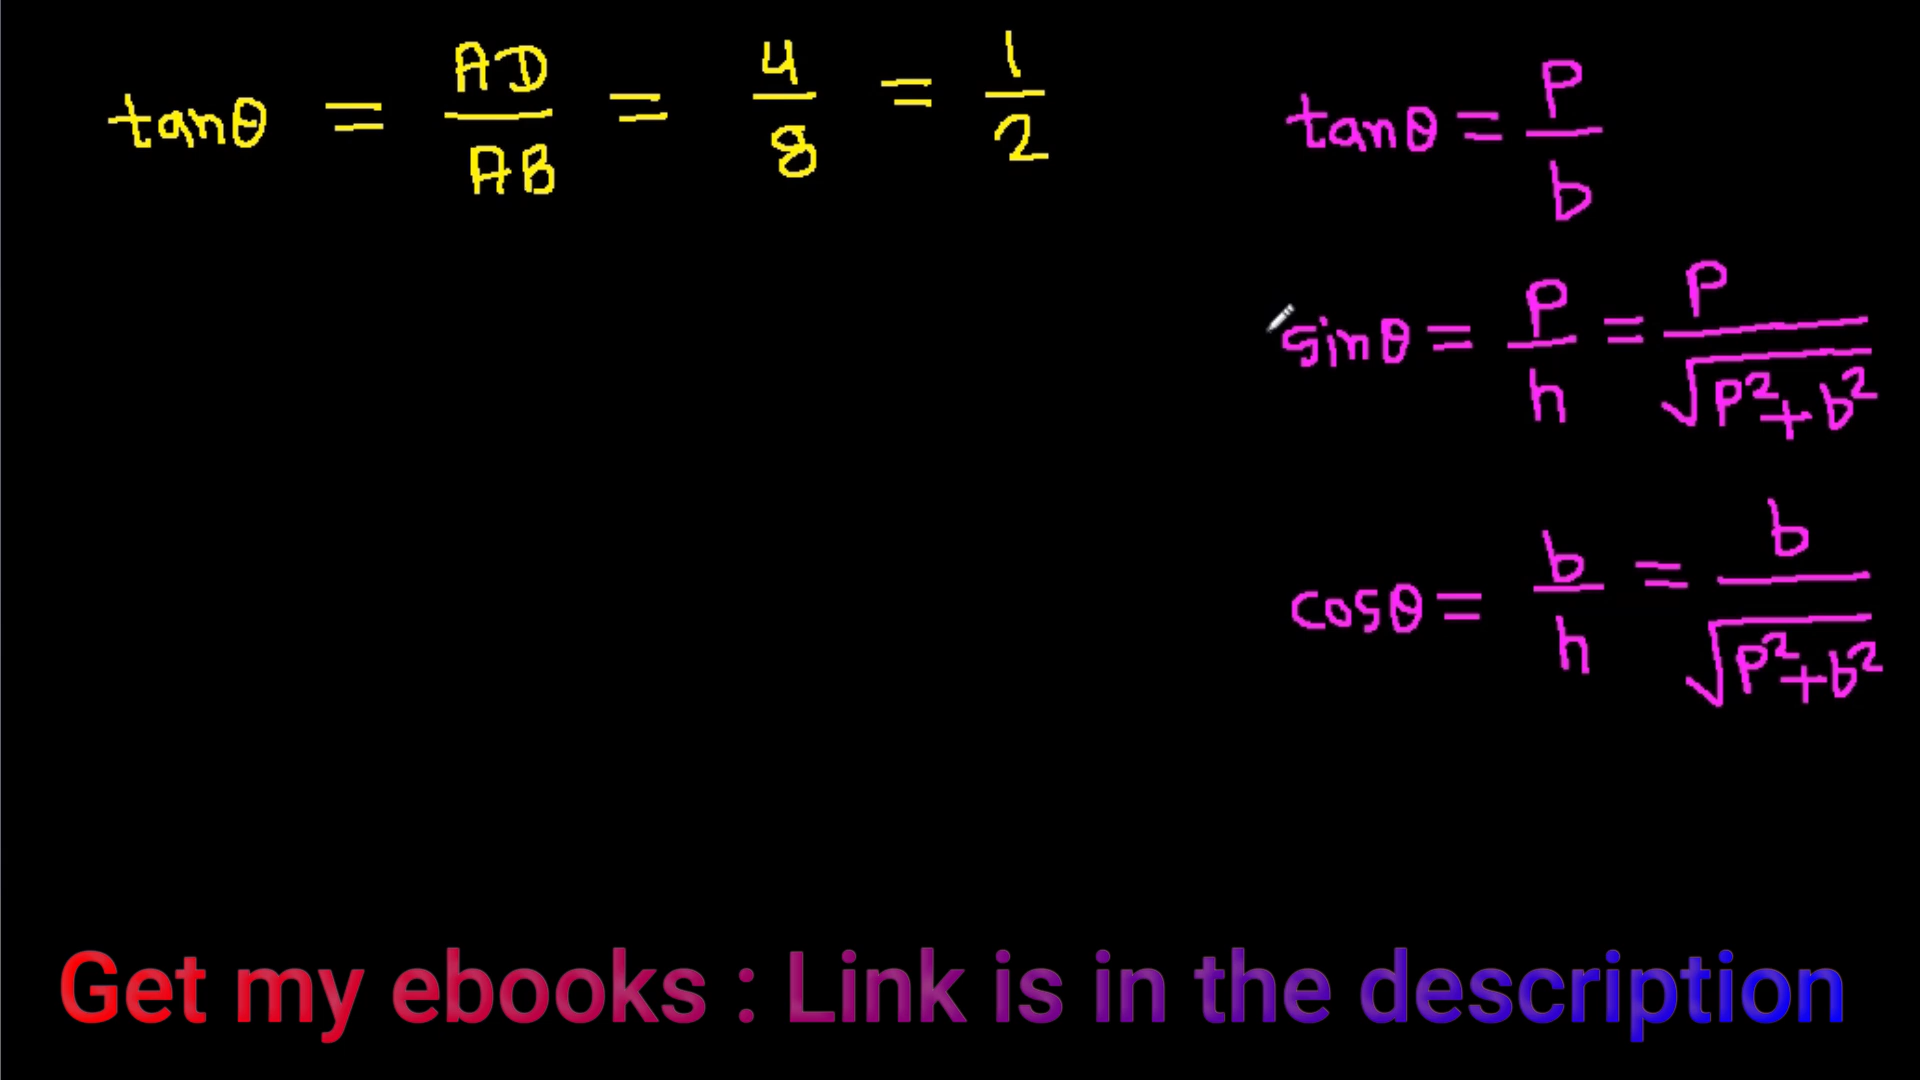 tanθ = AD/AB = 4/8 = 1/2
tanθ = P/b
sinθ = P/h = P/√(P²+b²)
cosθ = b/h = b/√(P²+b²)
Get my ebooks : Link is in the description